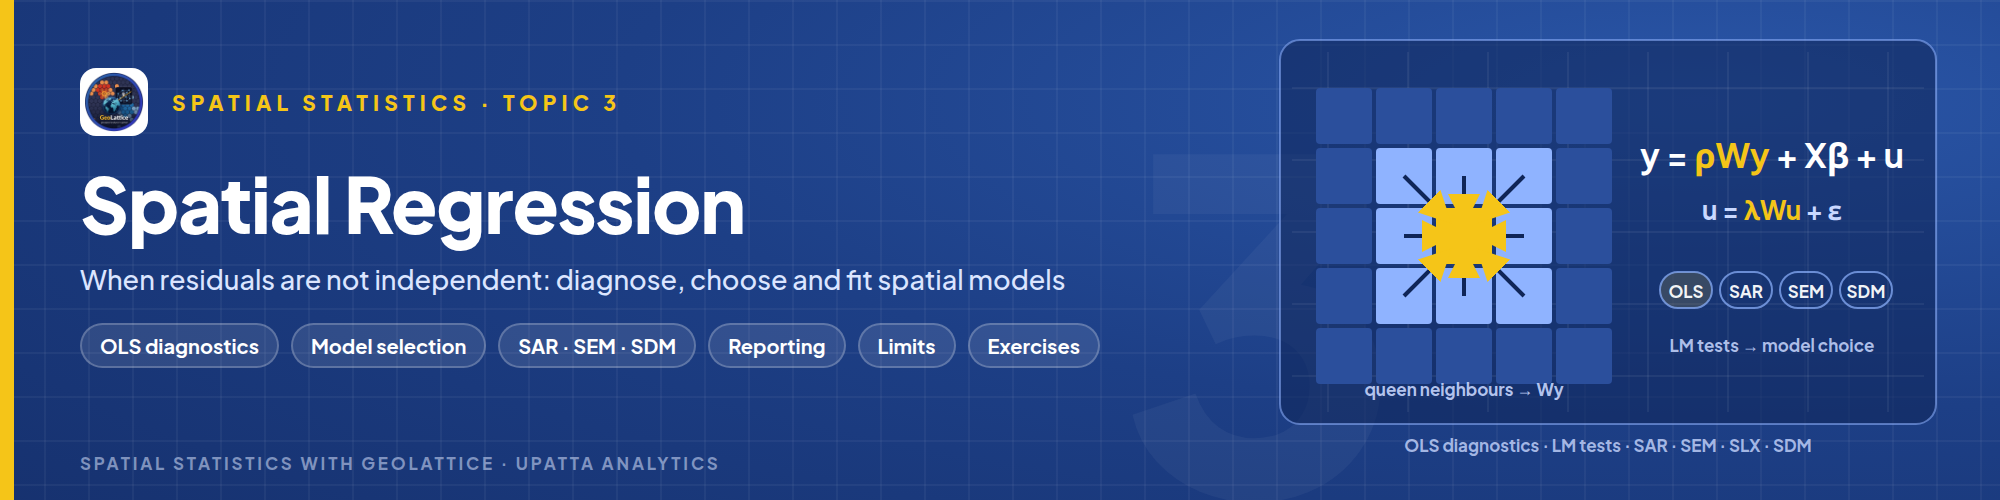 GeoLattice
SPATIAL STATISTICS · TOPIC 3
Spatial Regression
When residuals are not independent: diagnose, choose and fit spatial models
OLS diagnostics
Model selection
SAR · SEM · SDM
Reporting
Limits
Exercises
SPATIAL STATISTICS WITH GEOLATTICE · UPATTA ANALYTICS
3
queen neighbours → Wy
y = ρWy + Xβ + u
u = λWu + ε
OLS
SAR
SEM
SDM
LM tests → model choice
OLS diagnostics · LM tests · SAR · SEM · SLX · SDM